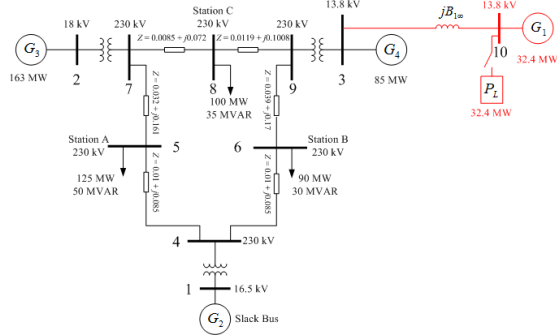 Station C
18 kV
230 kV
230 kV
230 kV
13.8 kV
jB1∞
13.8 kV
Z = 0.0085 + j0.072
Z = 0.0119 + j0.1008
G3
G4
G1
163 MW
2
7
8
9
3
85 MW
10
32.4 MW
100 MW
35 MVAR
PL
32.4 MW
Z = 0.032 + j0.161
Z = 0.039 + j0.17
Station A
230 kV
5
6
Station B
230 kV
125 MW
50 MVAR
Z = 0.01 + j0.085
Z = 0.01 + j0.085
90 MW
30 MVAR
4
230 kV
1
16.5 kV
G2
Slack Bus